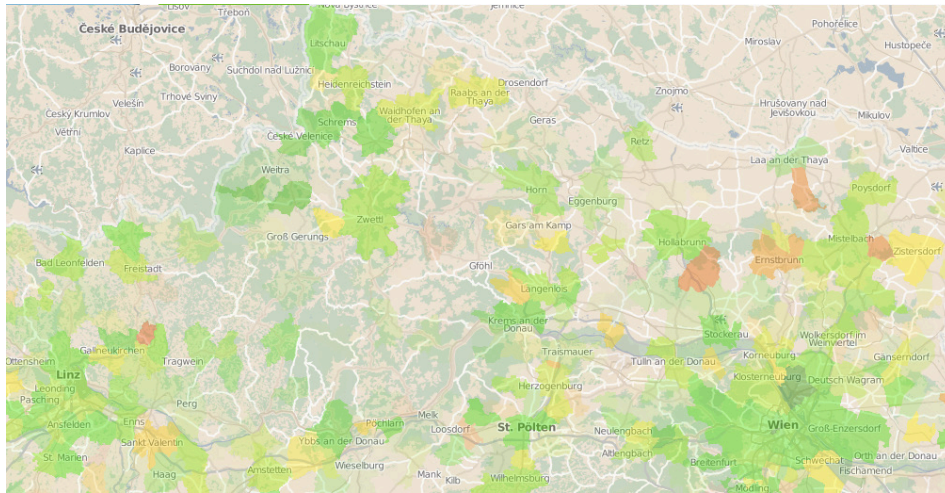 Nová Bystřice
Jemnice
Třeboň
Pohořelice
České Budějovice
Litschau
Miroslav
Hustopeče
Borovany
Suchdol nad Lužnicí
Heidenreichstein
Drosendorf
Znojmo
Trhové Sviny
Velešín
Raabs an der
Thaya
Hrušovany nad
Jevišovkou
Český Krumlov
Mikulov
Větřní
Schrems
Waidhofen an
der Thaya
Geras
České Velenice
Kaplice
Retz
Valtice
Laa an der Thaya
Weitra
Horn
Poysdorf
Eggenburg
Zwettl
Gars am Kamp
Groß Gerungs
Hollabrunn
Mistelbach
Zistersdorf
Bad Leonfelden
Freistadt
Gföhl
Ernstbrunn
Langenlois
Krems an der
Donau
Stockerau
Wolkersdorf im
Weinviertel
Gallneukirchen
Traismauer
Ottensheim
Tragwein
Tulln an der Donau
Korneuburg
Gänserndorf
Linz
Klosterneuburg
Deutsch Wagram
Leonding
Herzogenburg
Pasching
Perg
Melk
Pöchlarn
Ansfelden
Enns
Loosdorf
St. Pölten
Neulengbach
Wien
Groß-Enzersdorf
Sankt Valentin
Ybbs an der Donau
Altlengbach
St. Marien
Wieselburg
Breitenfurt
Schwechat
Orth an der Donau
Haag
Amstetten
Mank
Kilb
Wilhelmsburg
Fischamend
Mödling